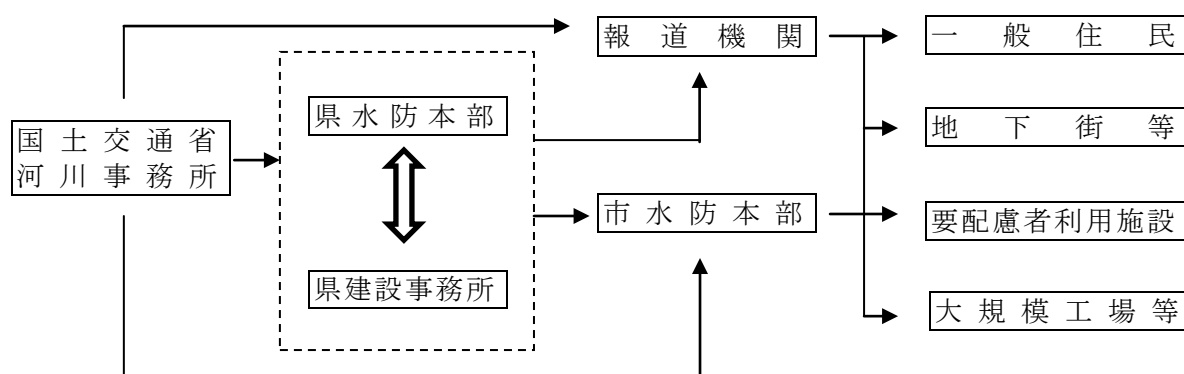 報道機関
一般住民
県水防本部
地下街等
国土交通省
河川事務所
市水防本部
要配慮者利用施設
県建設事務所
大規模工場等